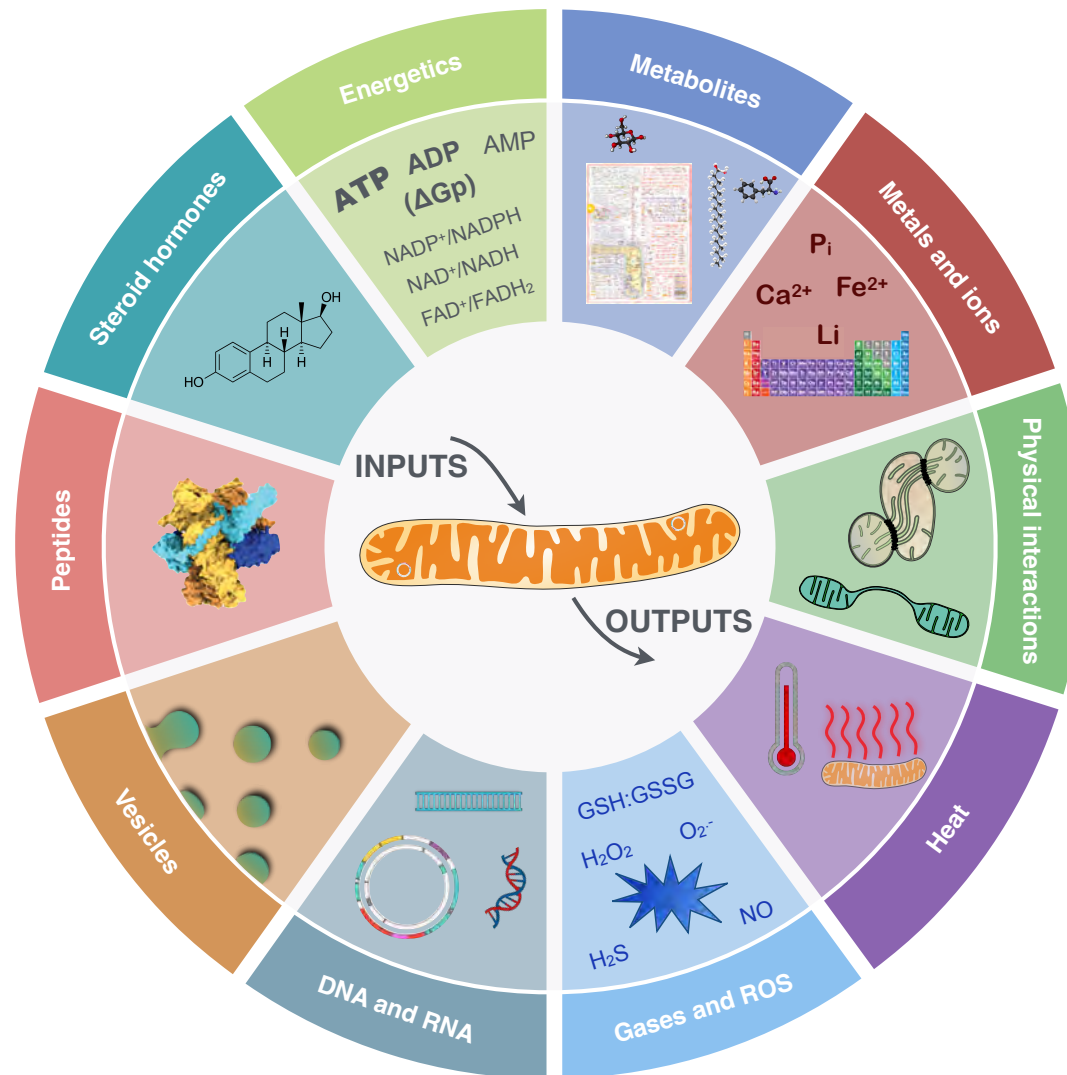 Energetics
ATP ADP AMP
(ΔGp)
NADP⁺/NADPH
NAD⁺/NADH
FAD⁺/FADH₂
Metabolites
Metals and ions
Pᵢ
Ca²⁺ Fe²⁺
Li
Physical interactions
Heat
Gases and ROS
GSH:GSSG
O₂·⁻
H₂O₂
NO
H₂S
DNA and RNA
Vesicles
Peptides
Steroid hormones
OH
H
H H
HO
INPUTS
OUTPUTS